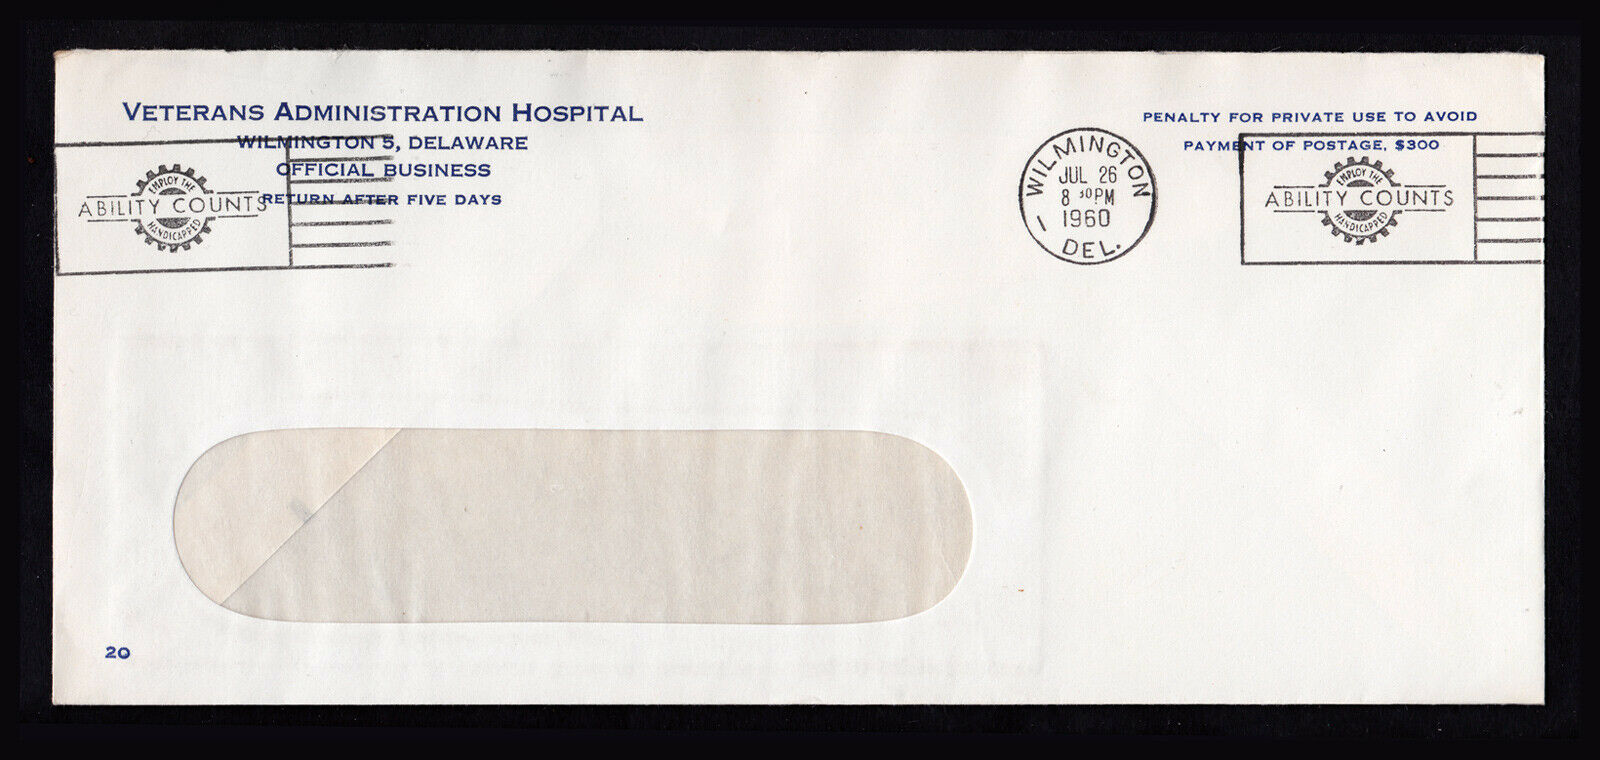 VETERANS ADMINISTRATION HOSPITAL
WILMINGTON 5, DELAWARE
OFFICIAL BUSINESS
RETURN AFTER FIVE DAYS
EMPLOY THE
ABILITY COUNTS
HANDICAPPED
WILMINGTON
JUL 26
8 30 PM
1960
1
DEL.
PENALTY FOR PRIVATE USE TO AVOID
PAYMENT OF POSTAGE, $300
EMPLOY THE
ABILITY COUNTS
HANDICAPPED
20